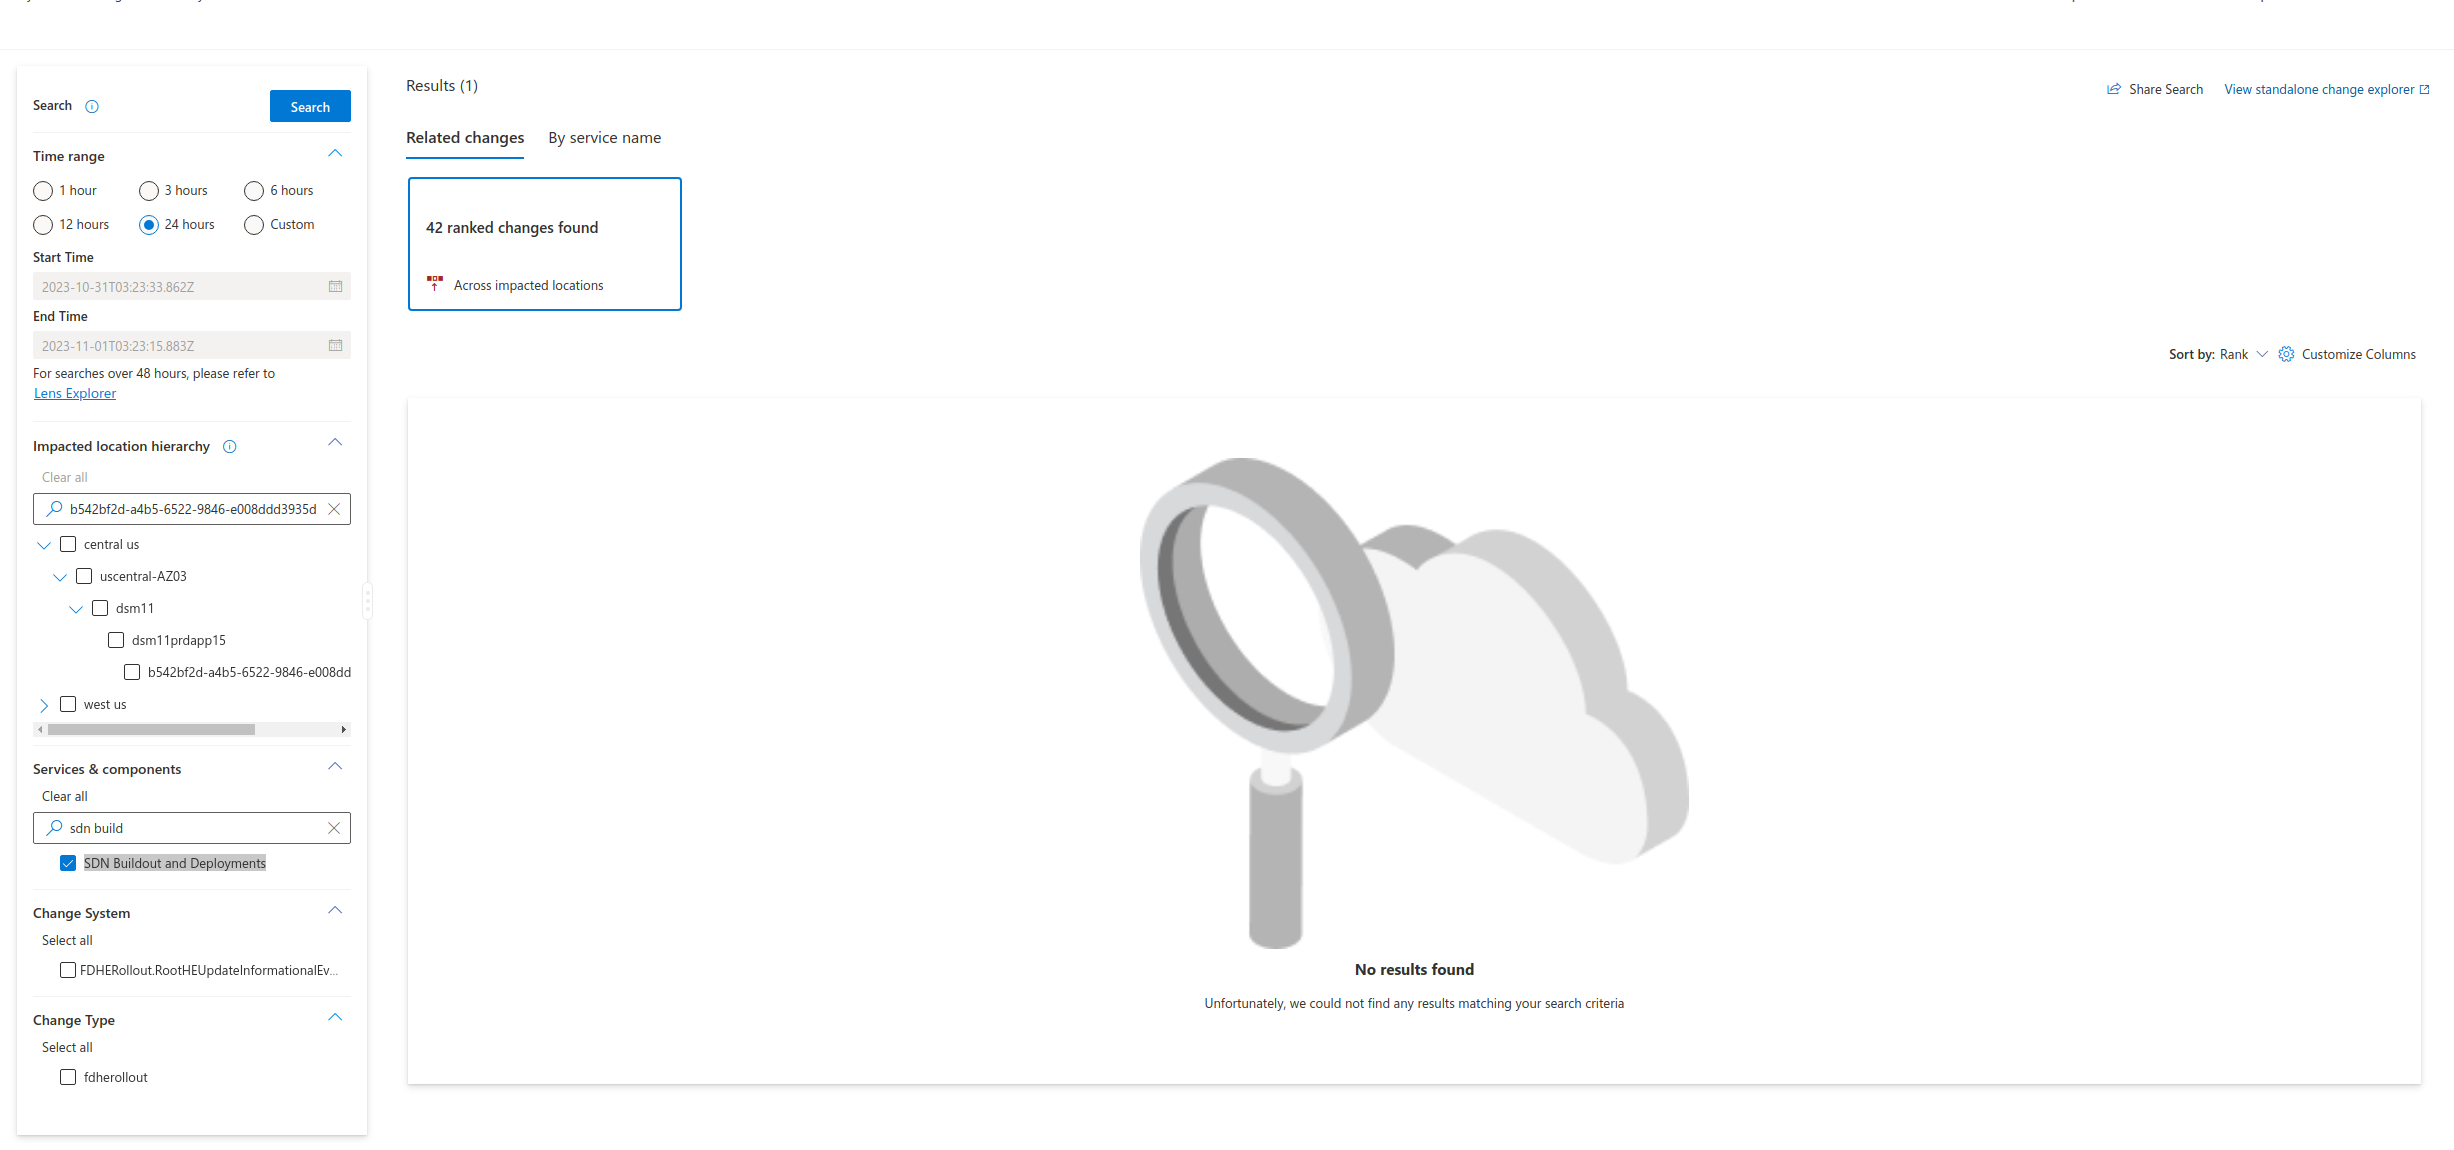 Search
Search
Time range
1 hour
3 hours
6 hours
12 hours
24 hours
Custom
Start Time
2023-10-31T03:23:33.862Z
End Time
2023-11-01T03:23:15.883Z
For searches over 48 hours, please refer to
Lens Explorer
Impacted location hierarchy
Clear all
b542bf2d-a4b5-6522-9846-e008ddd3935d
central us
uscentral-AZ03
dsm11
dsm11prdapp15
b542bf2d-a4b5-6522-9846-e008dd
west us
Services & components
Clear all
sdn build
SDN Buildout and Deployments
Change System
Select all
FDHERollout.RootHEUpdateInformationalEv...
Change Type
Select all
fdherollout
Results (1)
Share Search
View standalone change explorer
Related changes
By service name
42 ranked changes found
Across impacted locations
Sort by: Rank
Customize Columns
No results found
Unfortunately, we could not find any results matching your search criteria